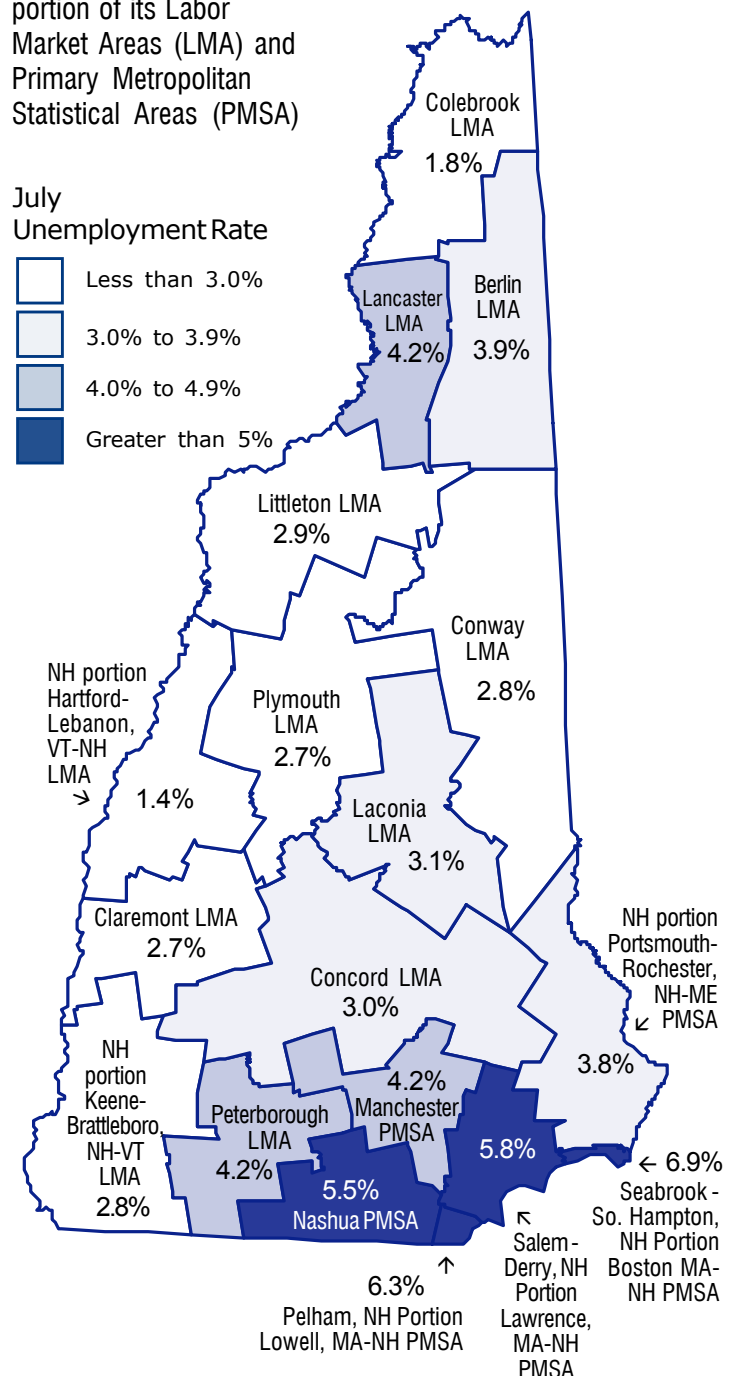 portion of its Labor
Market Areas (LMA) and
Primary Metropolitan
Statistical Areas (PMSA)
July
Unemployment Rate
Less than 3.0%
3.0% to 3.9%
4.0% to 4.9%
Greater than 5%
Colebrook
LMA
1.8%
Lancaster
LMA
4.2%
Berlin
LMA
3.9%
Littleton LMA
2.9%
Conway
LMA
2.8%
NH portion
Hartford-
Lebanon,
VT-NH
LMA
1.4%
Plymouth
LMA
2.7%
Laconia
LMA
3.1%
Claremont LMA
2.7%
Concord LMA
3.0%
NH portion
Portsmouth-
Rochester,
NH-ME
PMSA
3.8%
NH
portion
Keene-
Brattleboro,
NH-VT
LMA
2.8%
Peterborough
LMA
4.2%
4.2%
Manchester
PMSA
5.8%
5.5%
Nashua PMSA
← 6.9%
Seabrook -
So. Hampton,
NH Portion
Boston MA-
NH PMSA
6.3%
Pelham, NH Portion
Lowell, MA-NH PMSA
Salem-
Derry, NH
Portion
Lawrence,
MA-NH
PMSA